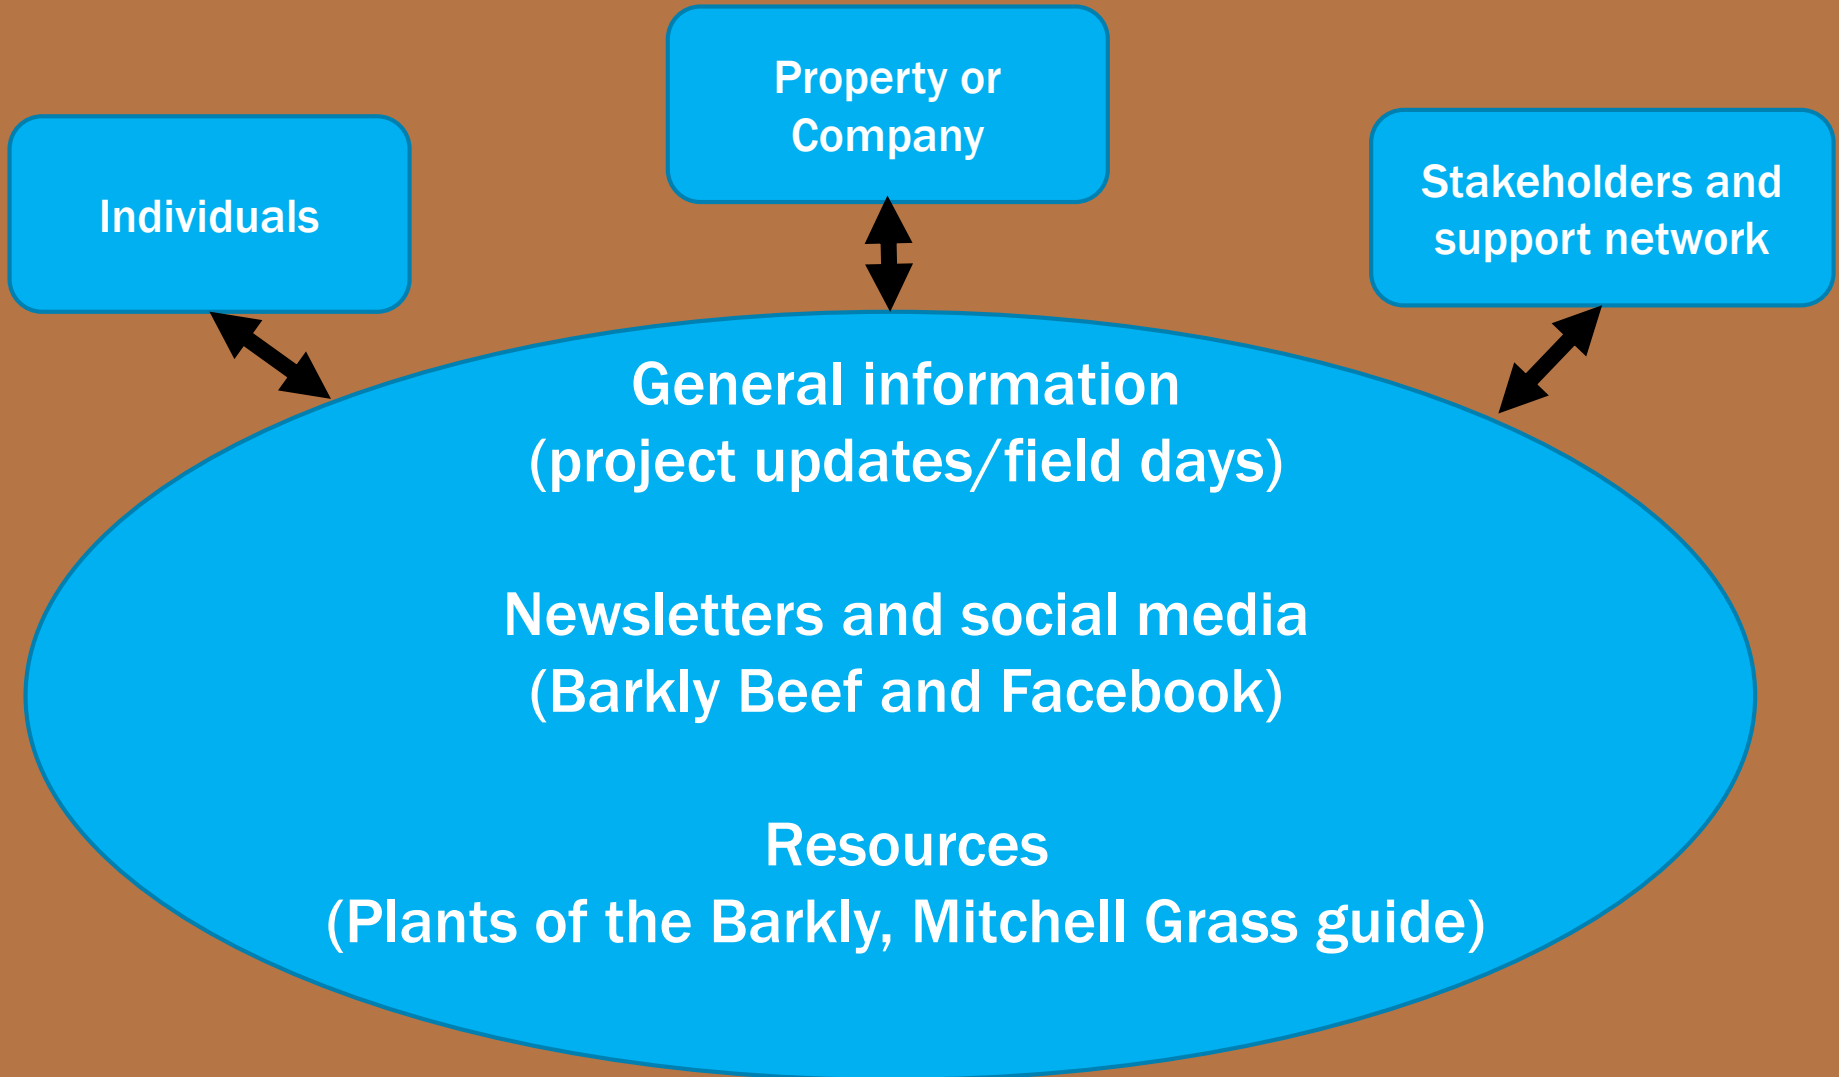 Property or
Company
Individuals
Stakeholders and
support network
General information
(project updates/field days)
Newsletters and social media
(Barkly Beef and Facebook)
Resources
(Plants of the Barkly, Mitchell Grass guide)